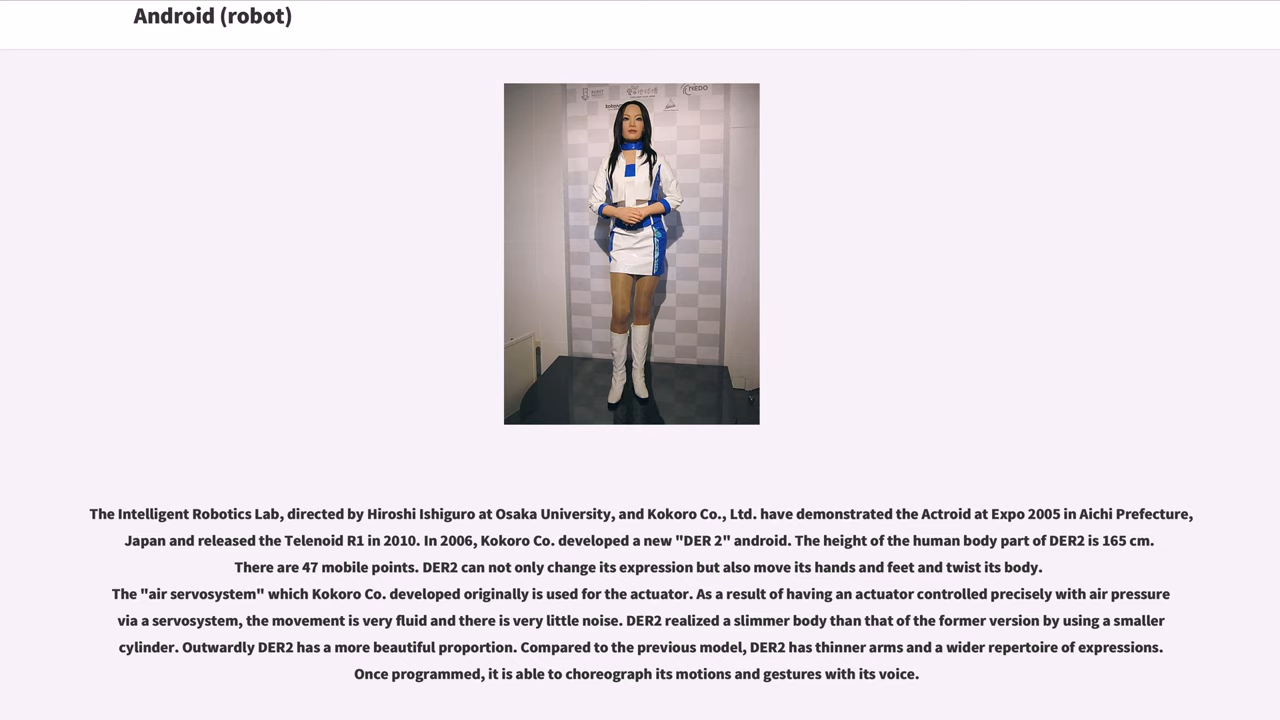 Android (robot)
NEDO
The Intelligent Robotics Lab, directed by Hiroshi Ishiguro at Osaka University, and Kokoro Co., Ltd. have demonstrated the Actroid at Expo 2005 in Aichi Prefecture,
Japan and released the Telenoid R1 in 2010. In 2006, Kokoro Co. developed a new "DER 2" android. The height of the human body part of DER2 is 165 cm.
There are 47 mobile points. DER2 can not only change its expression but also move its hands and feet and twist its body.
The "air servosystem" which Kokoro Co. developed originally is used for the actuator. As a result of having an actuator controlled precisely with air pressure
via a servosystem, the movement is very fluid and there is very little noise. DER2 realized a slimmer body than that of the former version by using a smaller
cylinder. Outwardly DER2 has a more beautiful proportion. Compared to the previous model, DER2 has thinner arms and a wider repertoire of expressions.
Once programmed, it is able to choreograph its motions and gestures with its voice.